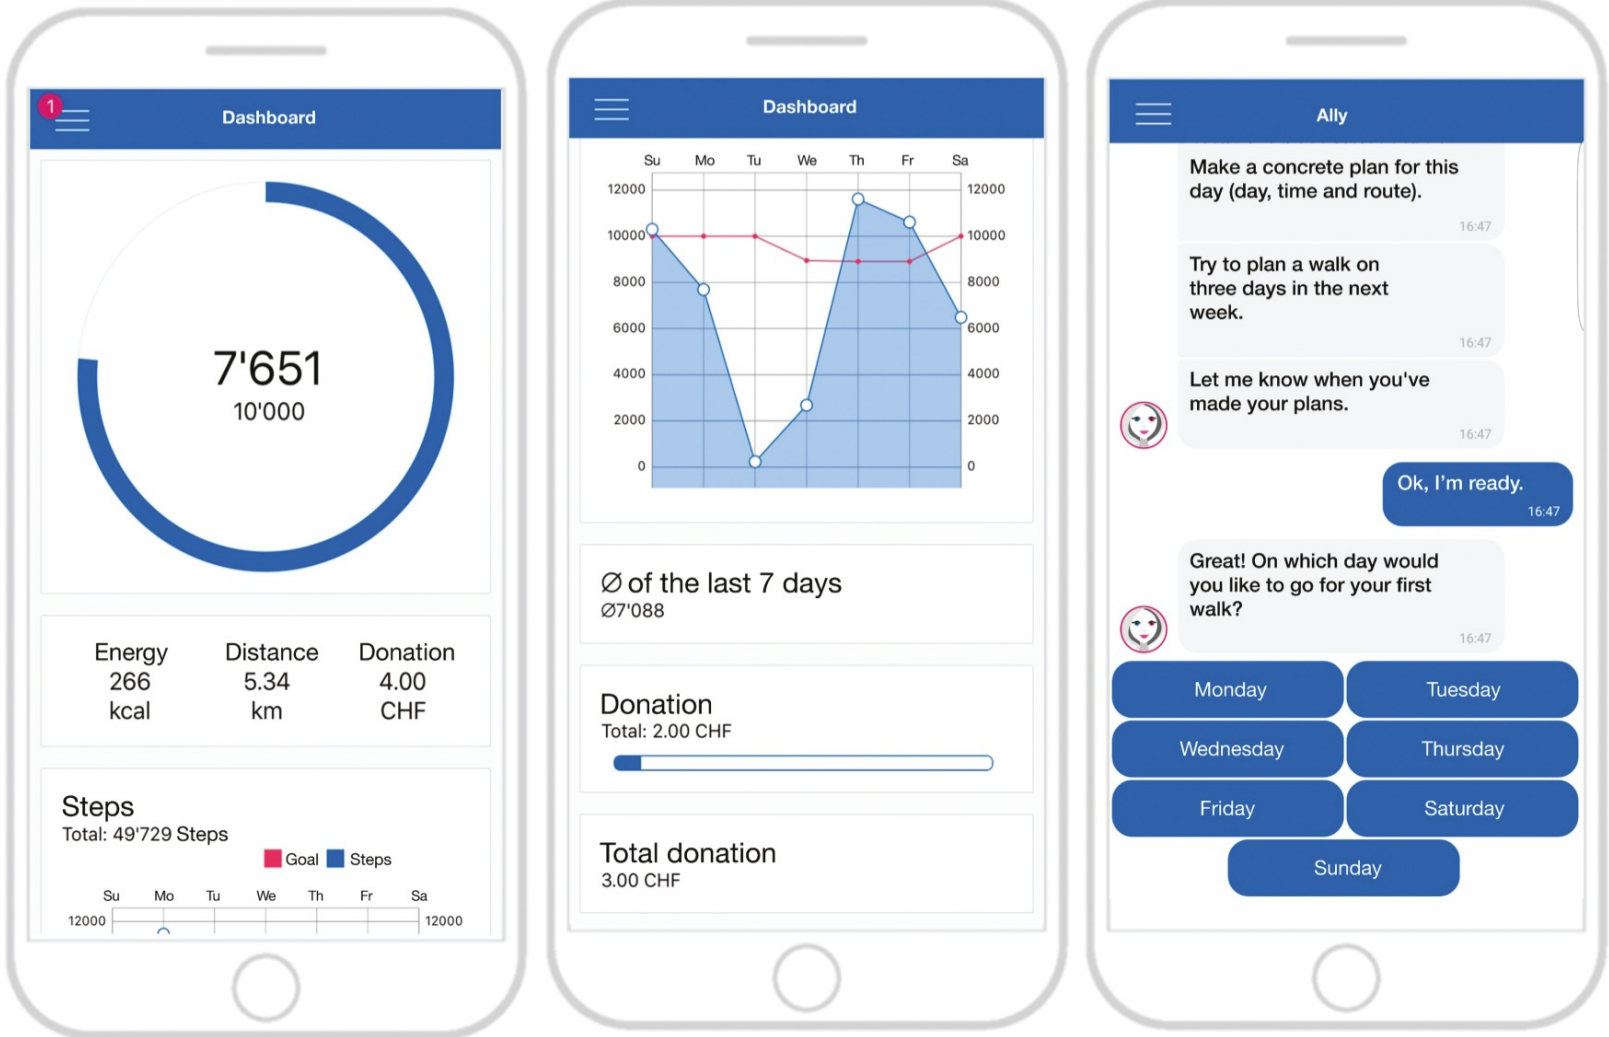 1
Dashboard
7'651
10'000
Energy
266
kcal
Distance
5.34
km
Donation
4.00
CHF
Steps
Total: 49'729 Steps
Goal Steps
Su Mo Tu We Th Fr Sa
12000 12000
Dashboard
Su Mo Tu We Th Fr Sa
12000 12000
10000 10000
8000 8000
6000 6000
4000 4000
2000 2000
0 0
Ø of the last 7 days
Ø7'088
Donation
Total: 2.00 CHF
Total donation
3.00 CHF
Ally
Make a concrete plan for this
day (day, time and route).
16:47
Try to plan a walk on
three days in the next
week.
16:47
Let me know when you've
made your plans.
16:47
Ok, I'm ready.
16:47
Great! On which day would
you like to go for your first
walk?
16:47
Monday Tuesday
Wednesday Thursday
Friday Saturday
Sunday